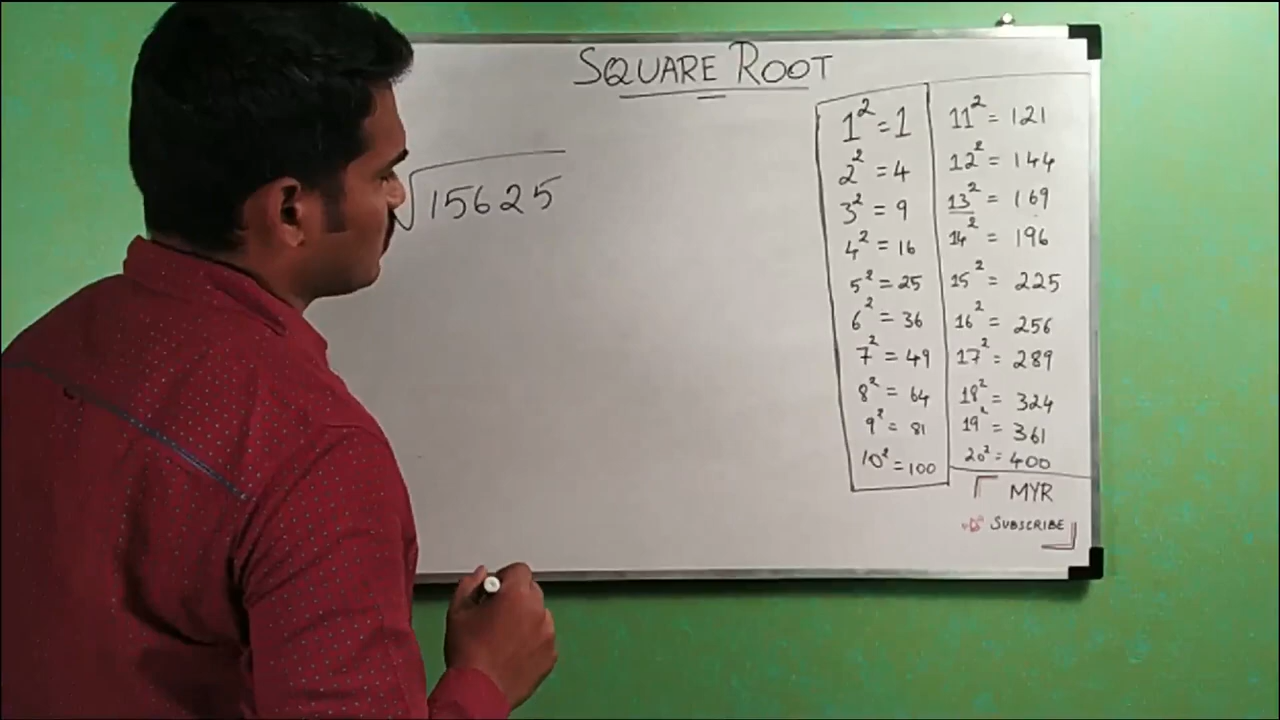 SQUARE ROOT
√15625
1² = 1
2² = 4
3² = 9
4² = 16
5² = 25
6² = 36
7² = 49
8² = 64
9² = 81
10² = 100
11² = 121
12² = 144
13² = 169
14² = 196
15² = 225
16² = 256
17² = 289
18² = 324
19² = 361
20² = 400
MYR
SUBSCRIBE